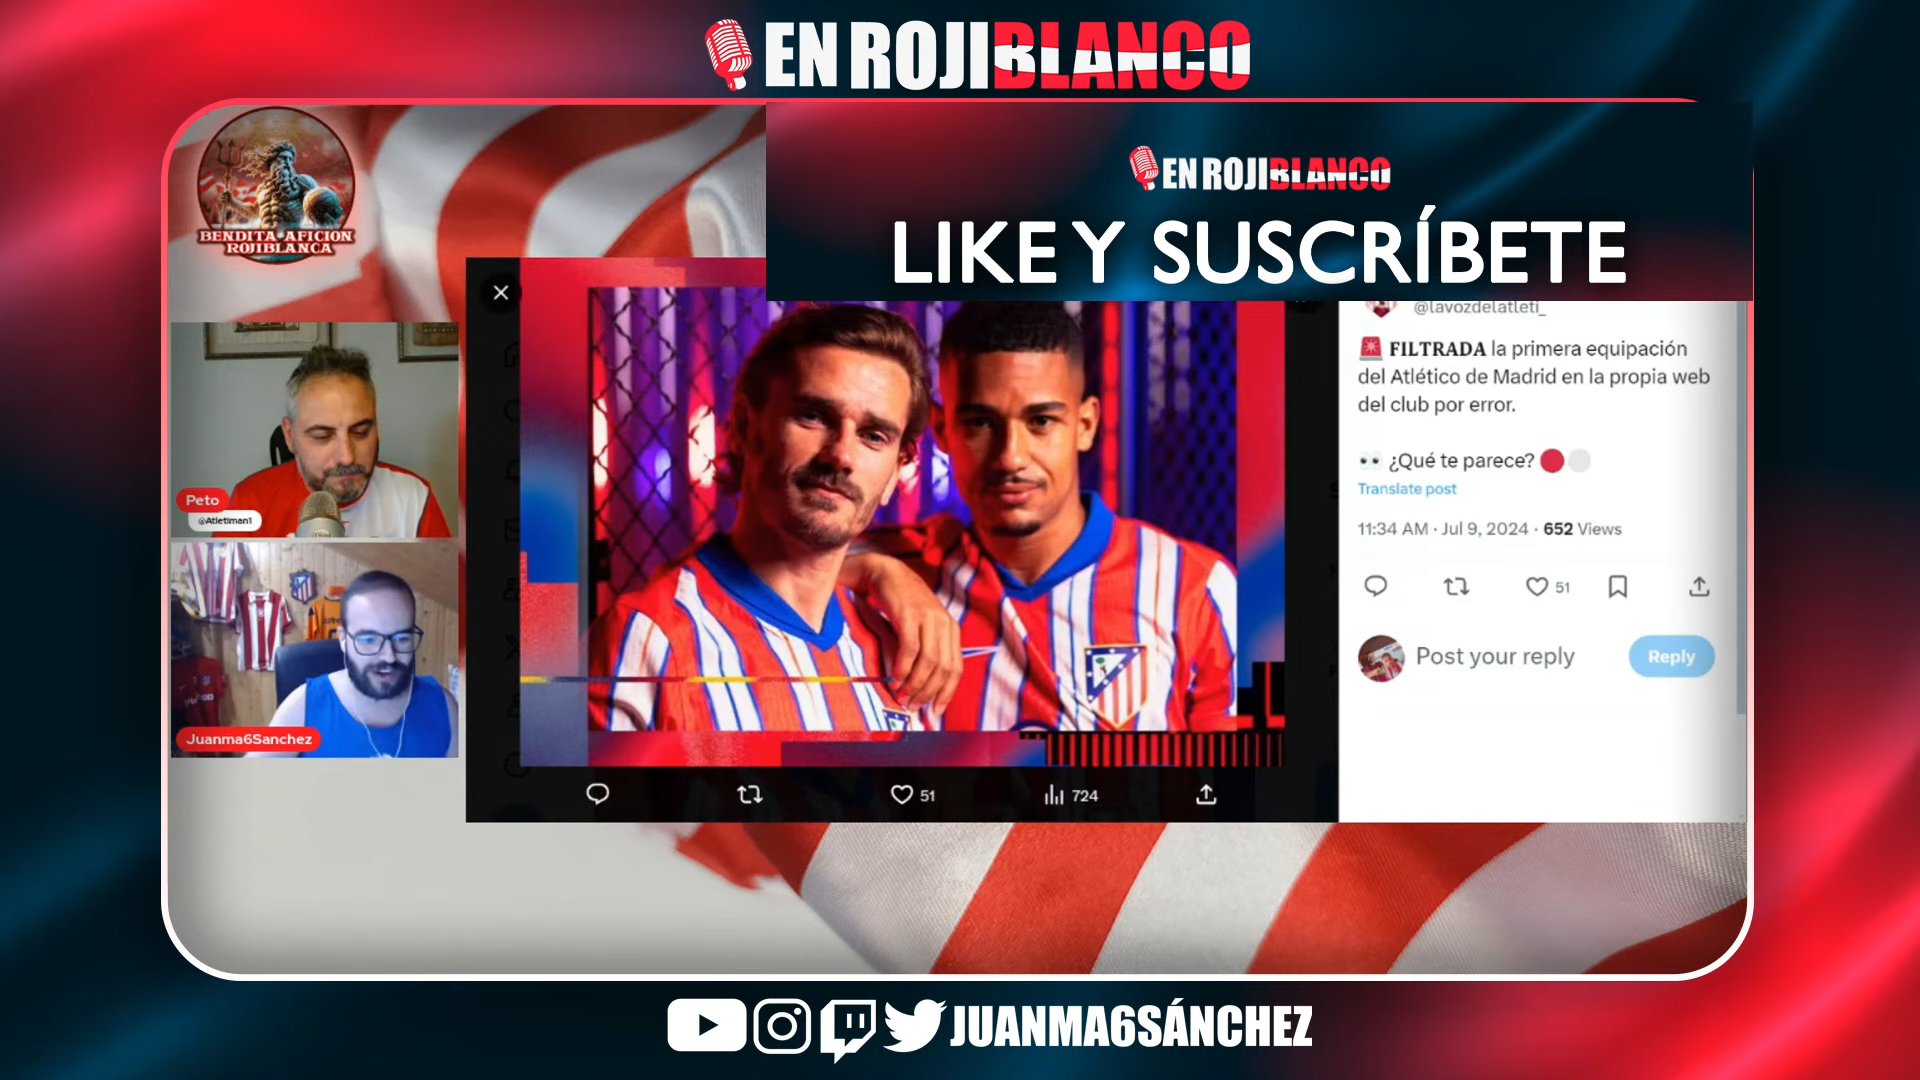 EN ROJIBLANCO
BENDITA AFICION
ROJIBLANCA
EN ROJIBLANCO
LIKE Y SUSCRÍBETE
@lavozdelatleti_
FILTRADA la primera equipación
del Atlético de Madrid en la propia web
del club por error.
¿Qué te parece?
Translate post
11:34 AM · Jul 9, 2024 · 652 Views
51
Post your reply
Reply
Peto
@Atletiman1
Juanma6Sanchez
51
724
JUANMA6SÁNCHEZ